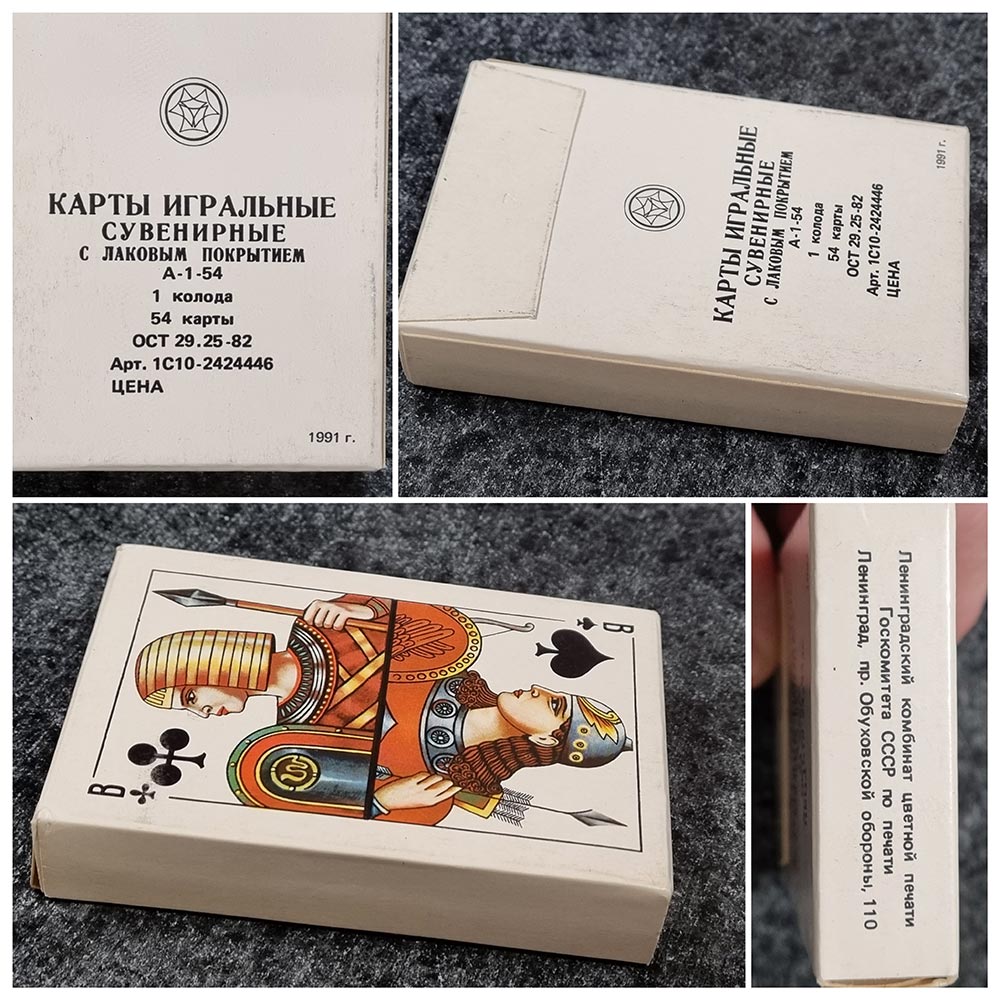 КАРТЫ ИГРАЛЬНЫЕ
СУВЕНИРНЫЕ
С ЛАКОВЫМ ПОКРЫТИЕМ
А-1-54
1 колода
54 карты
ОСТ 29.25-82
Арт. 1С10-2424446
ЦЕНА
1991 г.
КАРТЫ ИГРАЛЬНЫЕ
СУВЕНИРНЫЕ
С ЛАКОВЫМ ПОКРЫТИЕМ
А-1-54
1 колода
54 карты
ОСТ 29.25-82
Арт. 1С10-2424446
ЦЕНА
1991 г.
В
В
Ленинградский комбинат цветной печати
Госкомитета СССР по печати
Ленинград, пр. Обуховской обороны, 110